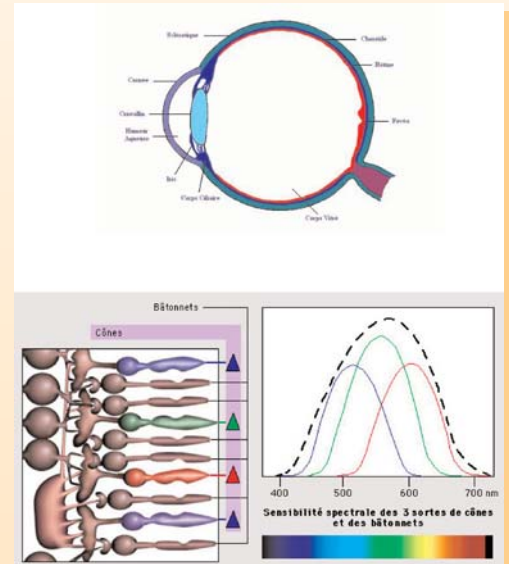 Sclérotique
Choroïde
Rétine
Cornée
Cristallin
Humeur
Aqueuse
Fovéa
Iris
Corps Ciliaire
Corps Vitré
Bâtonnets
Cônes
400 500 600 700 nm
Sensibilité spectrale des 3 sortes de cônes
et des bâtonnets